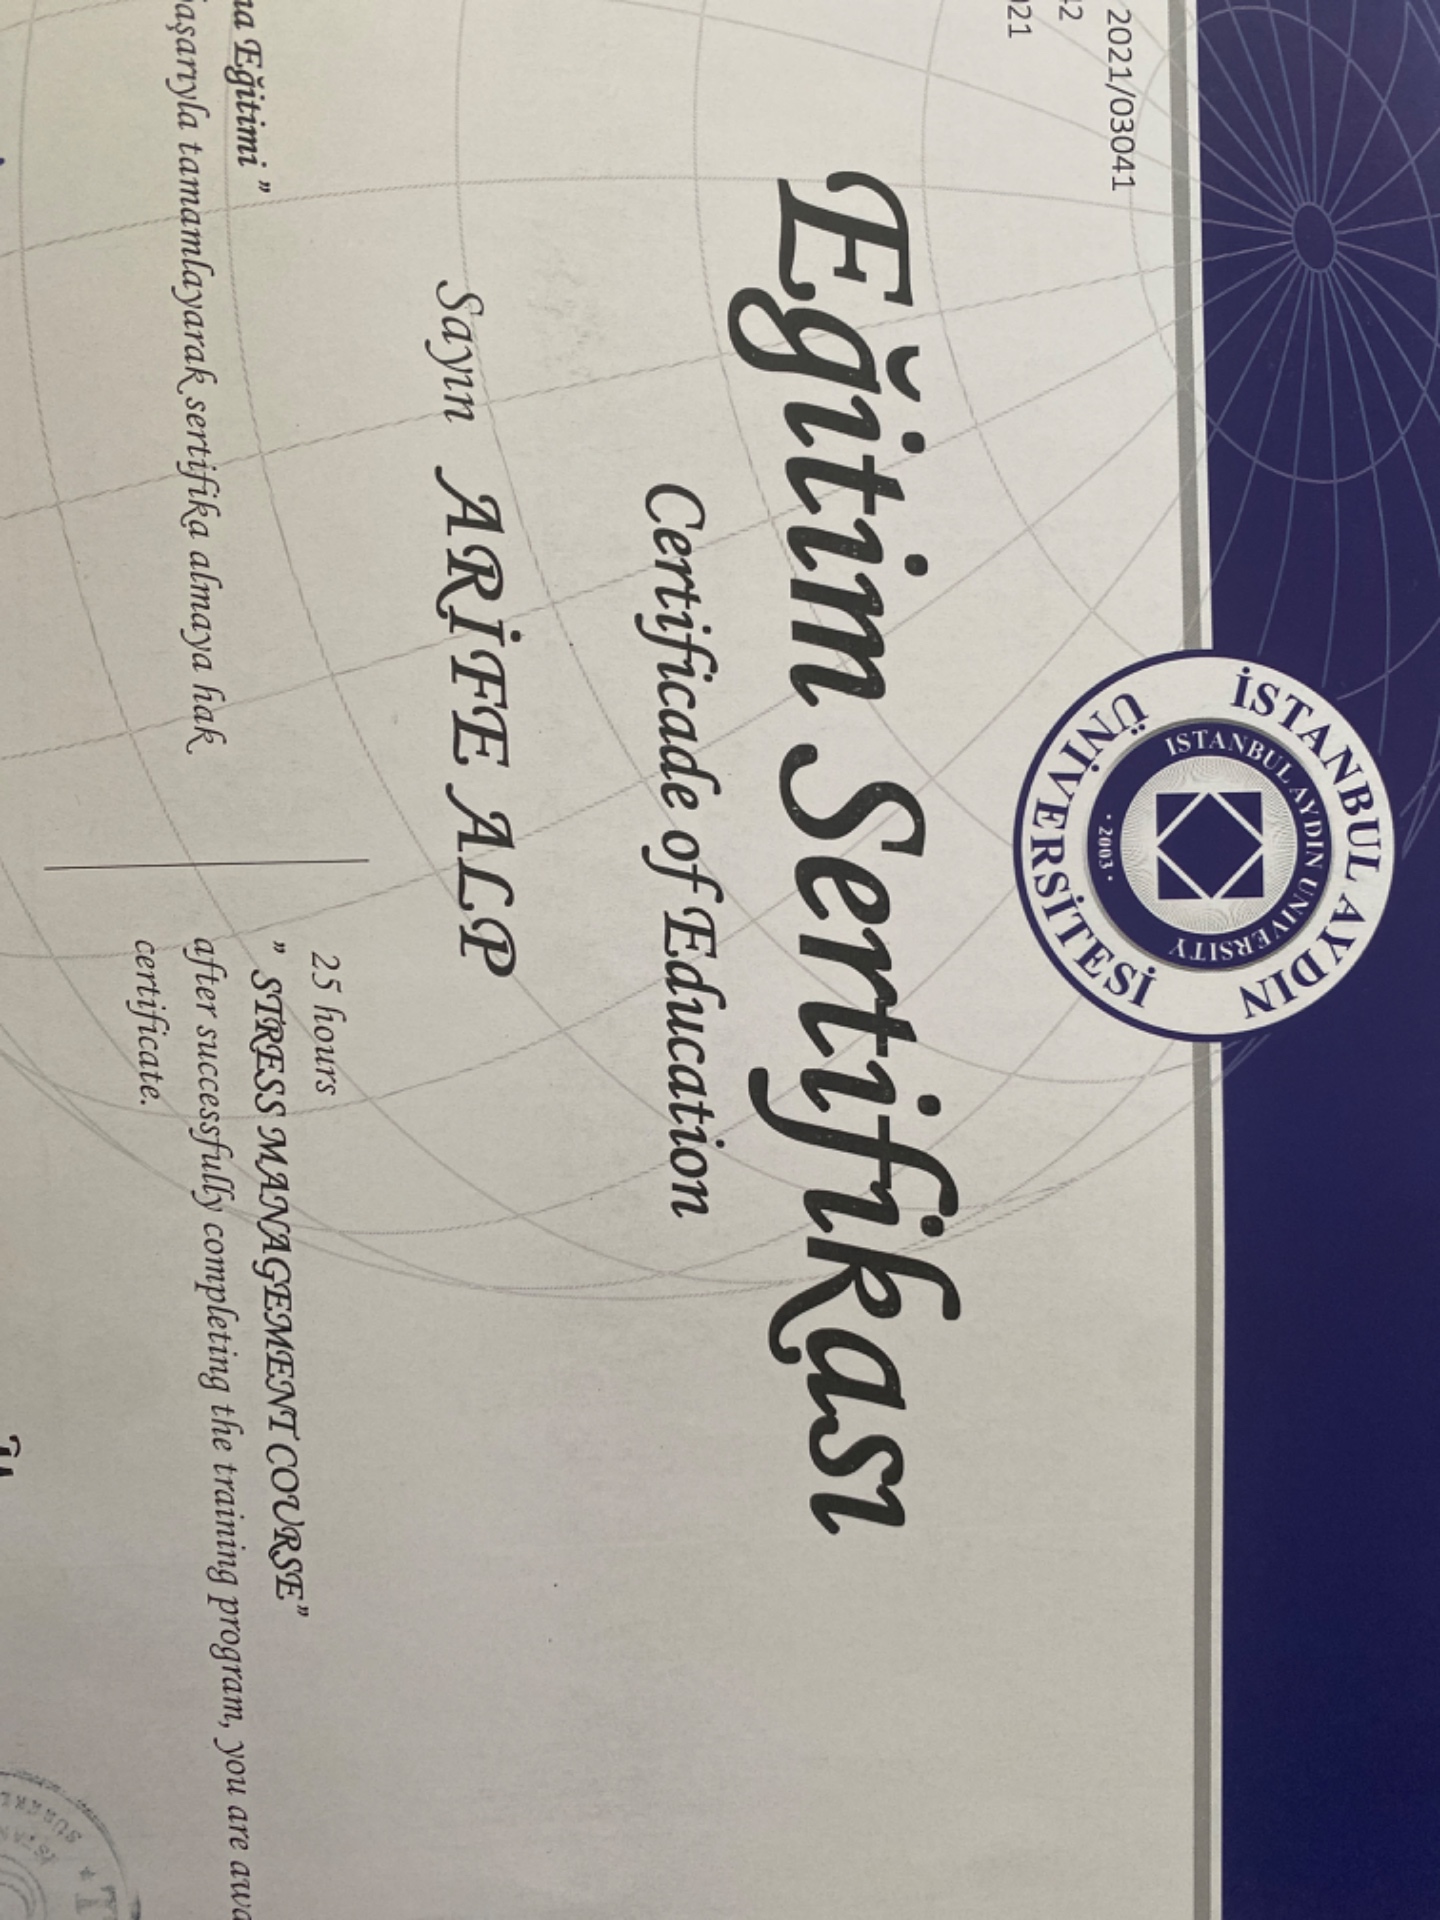 2021/03041
42
021
İSTANBUL AYDIN
ÜNİVERSİTESİ
ISTANBUL AYDIN UNIVERSITY
· 2003 ·
Eğitim Sertifikası
Certificade of Education
Sayın ARİFE ALP
Eğitimi "
tamamlayarak sertifika almaya hak
25 hours
" STRESS MANAGEMENT COURSE"
after successfully completing the training program, you are
certificate.